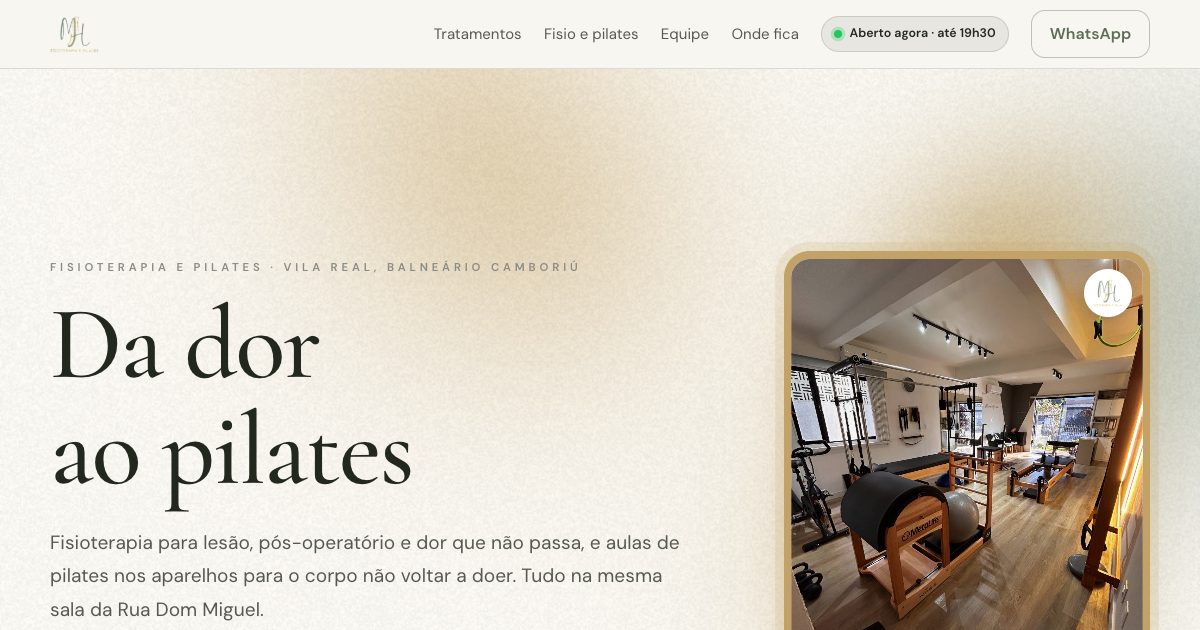 MH
Tratamentos
Fisio e pilates
Equipe
Onde fica
Aberto agora · até 19h30
WhatsApp
FISIOTERAPIA E PILATES · VILA REAL, BALNEÁRIO CAMBORIÚ
Da dor
ao pilates
Fisioterapia para lesão, pós-operatório e dor que não passa, e aulas de
pilates nos aparelhos para o corpo não voltar a doer. Tudo na mesma
sala da Rua Dom Miguel.